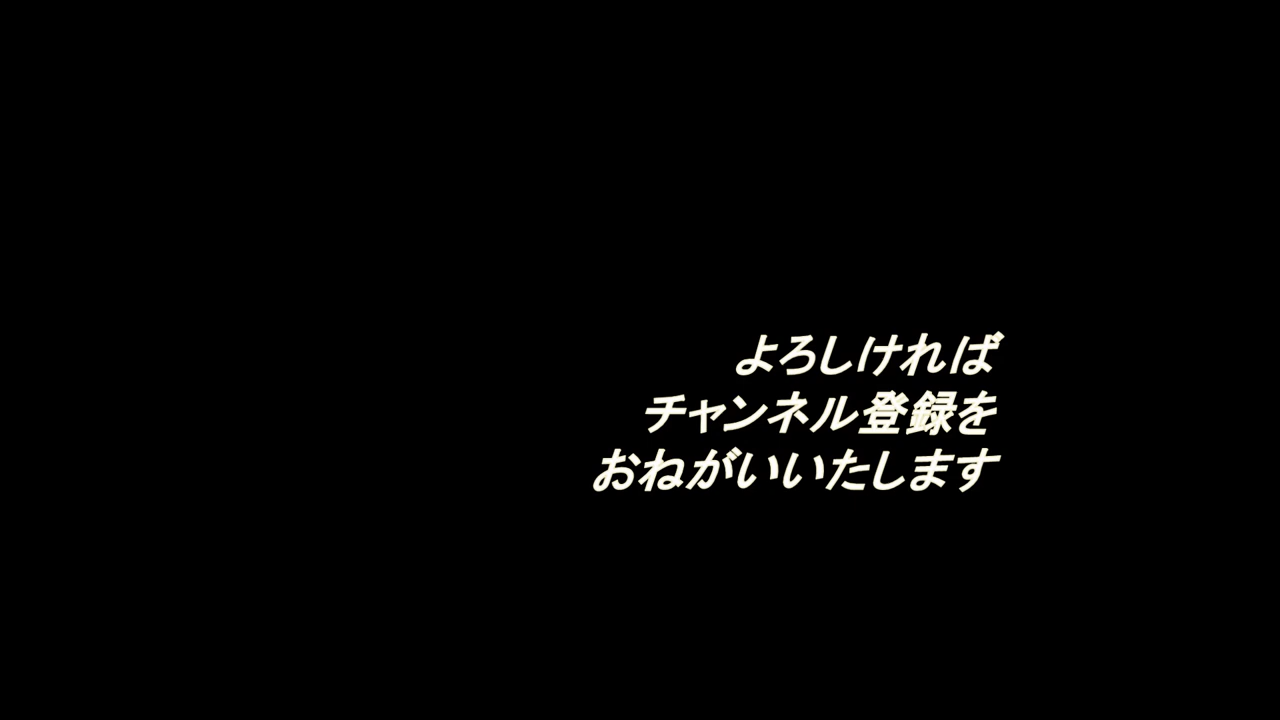 よろしければ
チャンネル登録を
おねがいいたします